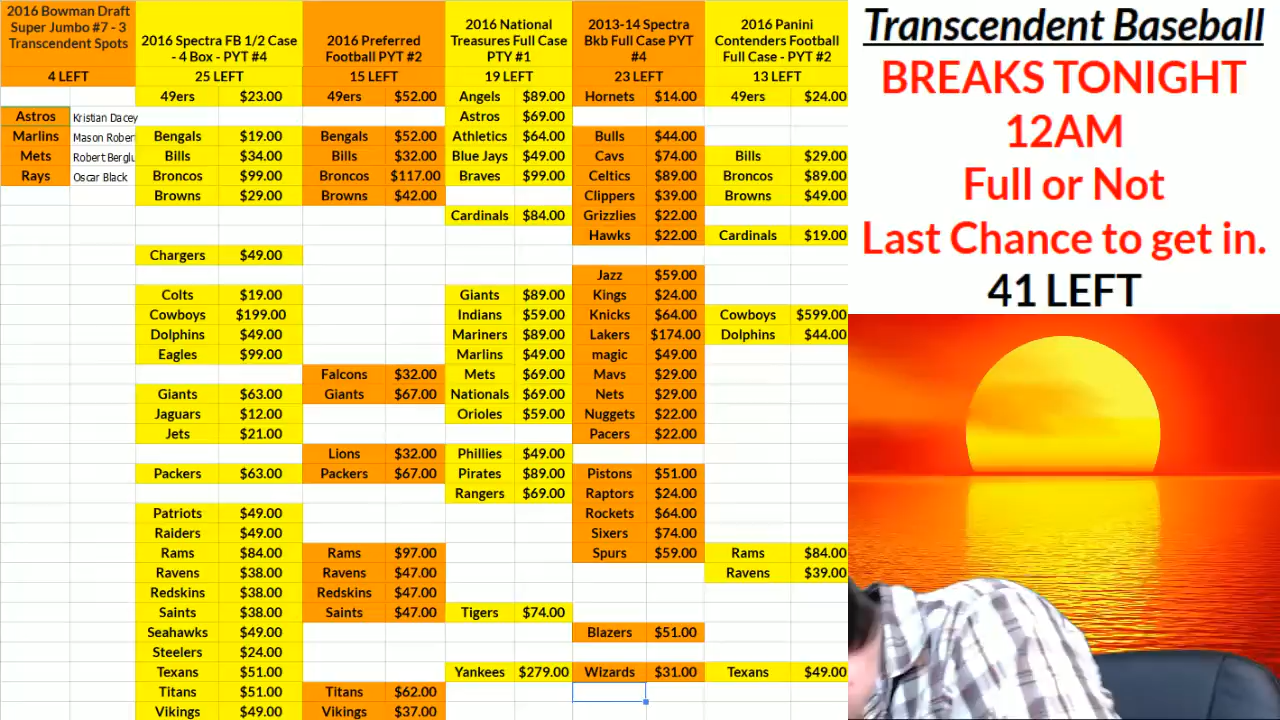 2016 Bowman Draft
Super Jumbo #7 - 3
Transcendent Spots
4 LEFT
Astros Kristian Dacey
Marlins Mason Rober
Mets Robert Berglu
Rays Oscar Black
2016 Spectra FB 1/2 Case
- 4 Box - PYT #4
25 LEFT
49ers $23.00
Bengals $19.00
Bills $34.00
Broncos $99.00
Browns $29.00
Chargers $49.00
Colts $19.00
Cowboys $199.00
Dolphins $49.00
Eagles $99.00
Giants $63.00
Jaguars $12.00
Jets $21.00
Packers $63.00
Patriots $49.00
Raiders $49.00
Rams $84.00
Ravens $38.00
Redskins $38.00
Saints $38.00
Seahawks $49.00
Steelers $24.00
Texans $51.00
Titans $51.00
Vikings $49.00
2016 Preferred
Football PYT #2
15 LEFT
49ers $52.00
Bengals $52.00
Bills $32.00
Broncos $117.00
Browns $42.00
Falcons $32.00
Giants $67.00
Lions $32.00
Packers $67.00
Rams $97.00
Ravens $47.00
Redskins $47.00
Saints $47.00
Titans $62.00
Vikings $37.00
2016 National
Treasures Full Case
PTY #1
19 LEFT
Angels $89.00
Astros $69.00
Athletics $64.00
Blue Jays $49.00
Braves $99.00
Cardinals $84.00
Giants $89.00
Indians $59.00
Mariners $89.00
Marlins $49.00
Mets $69.00
Nationals $69.00
Orioles $59.00
Phillies $49.00
Pirates $89.00
Rangers $69.00
Tigers $74.00
Yankees $279.00
2013-14 Spectra
Bkb Full Case PYT
#4
23 LEFT
Hornets $14.00
Bulls $44.00
Cavs $74.00
Celtics $89.00
Clippers $39.00
Grizzlies $22.00
Hawks $22.00
Jazz $59.00
Kings $24.00
Knicks $64.00
Lakers $174.00
magic $49.00
Mavs $29.00
Nets $29.00
Nuggets $22.00
Pacers $22.00
Pistons $51.00
Raptors $24.00
Rockets $64.00
Sixers $74.00
Spurs $59.00
Blazers $51.00
Wizards $31.00
2016 Panini
Contenders Football
Full Case - PYT #2
13 LEFT
49ers $24.00
Bills $29.00
Broncos $89.00
Browns $49.00
Cardinals $19.00
Cowboys $599.00
Dolphins $44.00
Rams $84.00
Ravens $39.00
Texans $49.00
Transcendent Baseball
BREAKS TONIGHT
12AM
Full or Not
Last Chance to get in.
41 LEFT